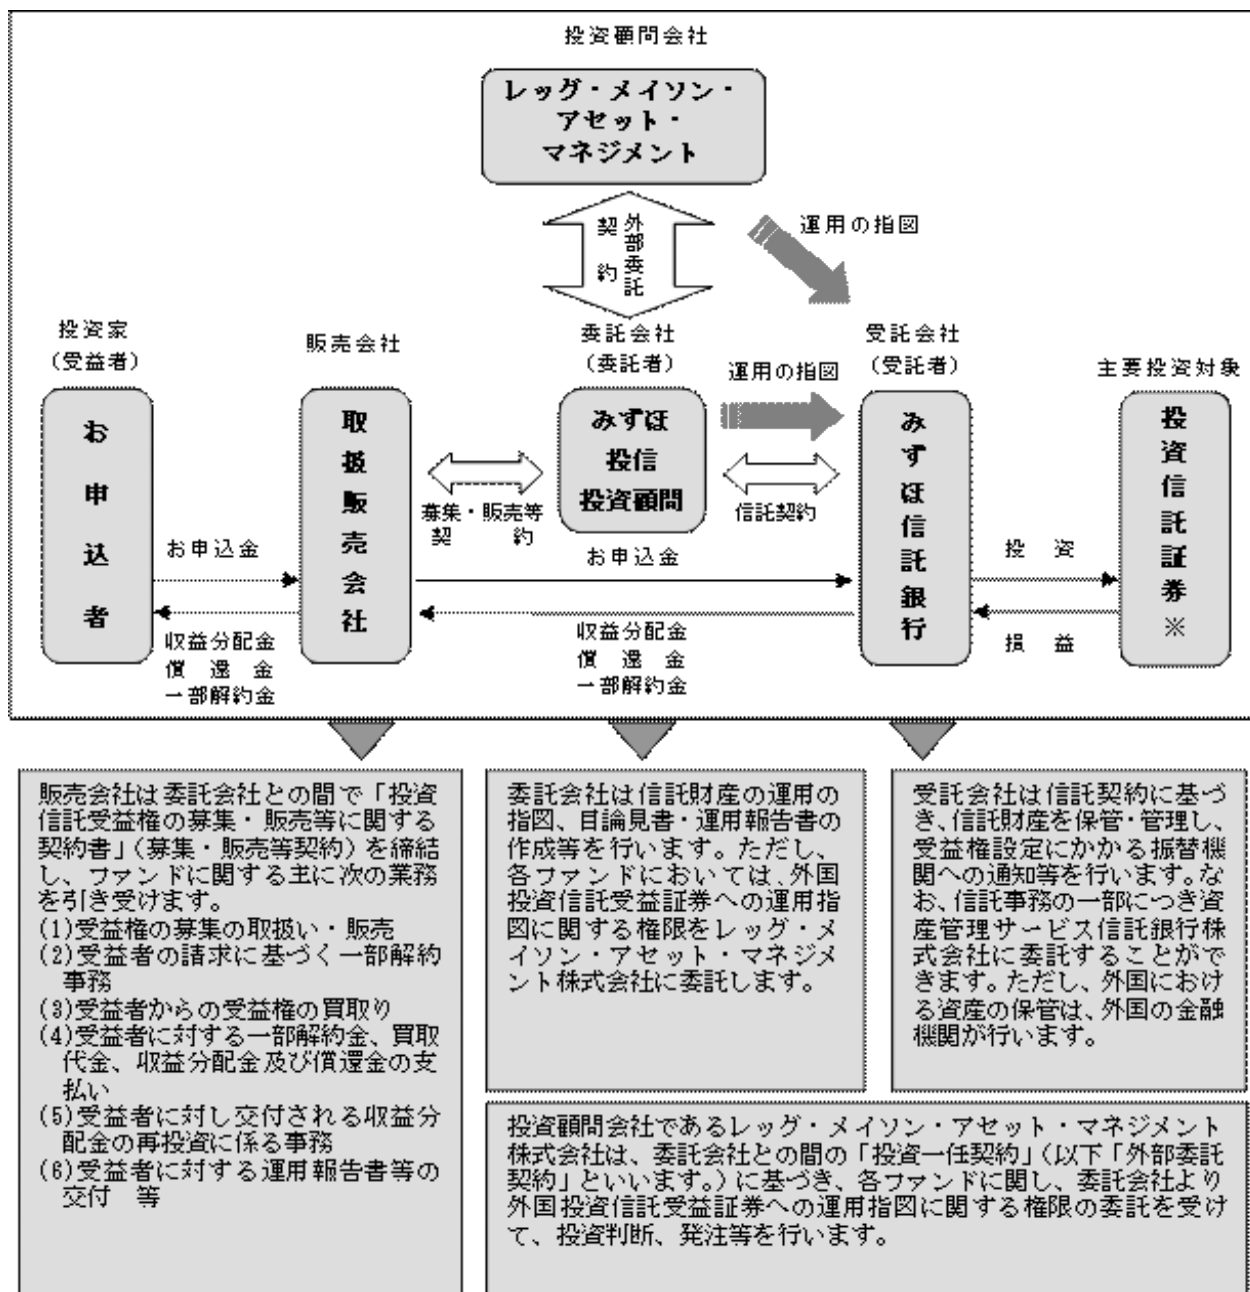 投資顧問会社
レッグ・メイソン・
アセット・
マネジメント
外部委託
契約
運用の指図
投資家
(受益者)
販売会社
委託会社
(委託者)
受託会社
(受託者)
主要投資対象
運用の指図
お申込者
取扱販売会社
みずほ
投信
投資顧問
みずほ信託銀行
投資信託証券※
募集・販売等
契約
信託契約
お申込金
お申込金
投資
収益分配金
償還金
一部解約金
収益分配金
償還金
一部解約金
損益
販売会社は委託会社との間で「投資
信託受益権の募集・販売等に関する
契約書」(募集・販売等契約)を締結
し、ファンドに関する主に次の業務
を引き受けます。
(1)受益権の募集の取扱い・販売
(2)受益者の請求に基づく一部解約
事務
(3)受益者からの受益権の買取り
(4)受益者に対する一部解約金、買取
代金、収益分配金及び償還金の支
払い
(5)受益者に対し交付される収益分
配金の再投資に係る事務
(6)受益者に対する運用報告書等の
交付 等
委託会社は信託財産の運用の
指図、目論見書・運用報告書の
作成等を行います。ただし、
各ファンドにおいては、外国
投資信託受益証券への運用指
図に関する権限をレッグ・メ
イソン・アセット・マネジメ
ント株式会社に委託します。
受託会社は信託契約に基づ
き、信託財産を保管・管理し、
受益権設定にかかる振替機
関への通知等を行います。な
お、信託事務の一部につき資
産管理サービス信託銀行株
式会社に委託することがで
きます。ただし、外国におけ
る資産の保管は、外国の金融
機関が行います。
投資顧問会社であるレッグ・メイソン・アセット・マネジメント
株式会社は、委託会社との間の「投資一任契約」(以下「外部委託
契約」といいます。)に基づき、各ファンドに関し、委託会社より
外国投資信託受益証券への運用指図に関する権限の委託を受け
て、投資判断、発注等を行います。